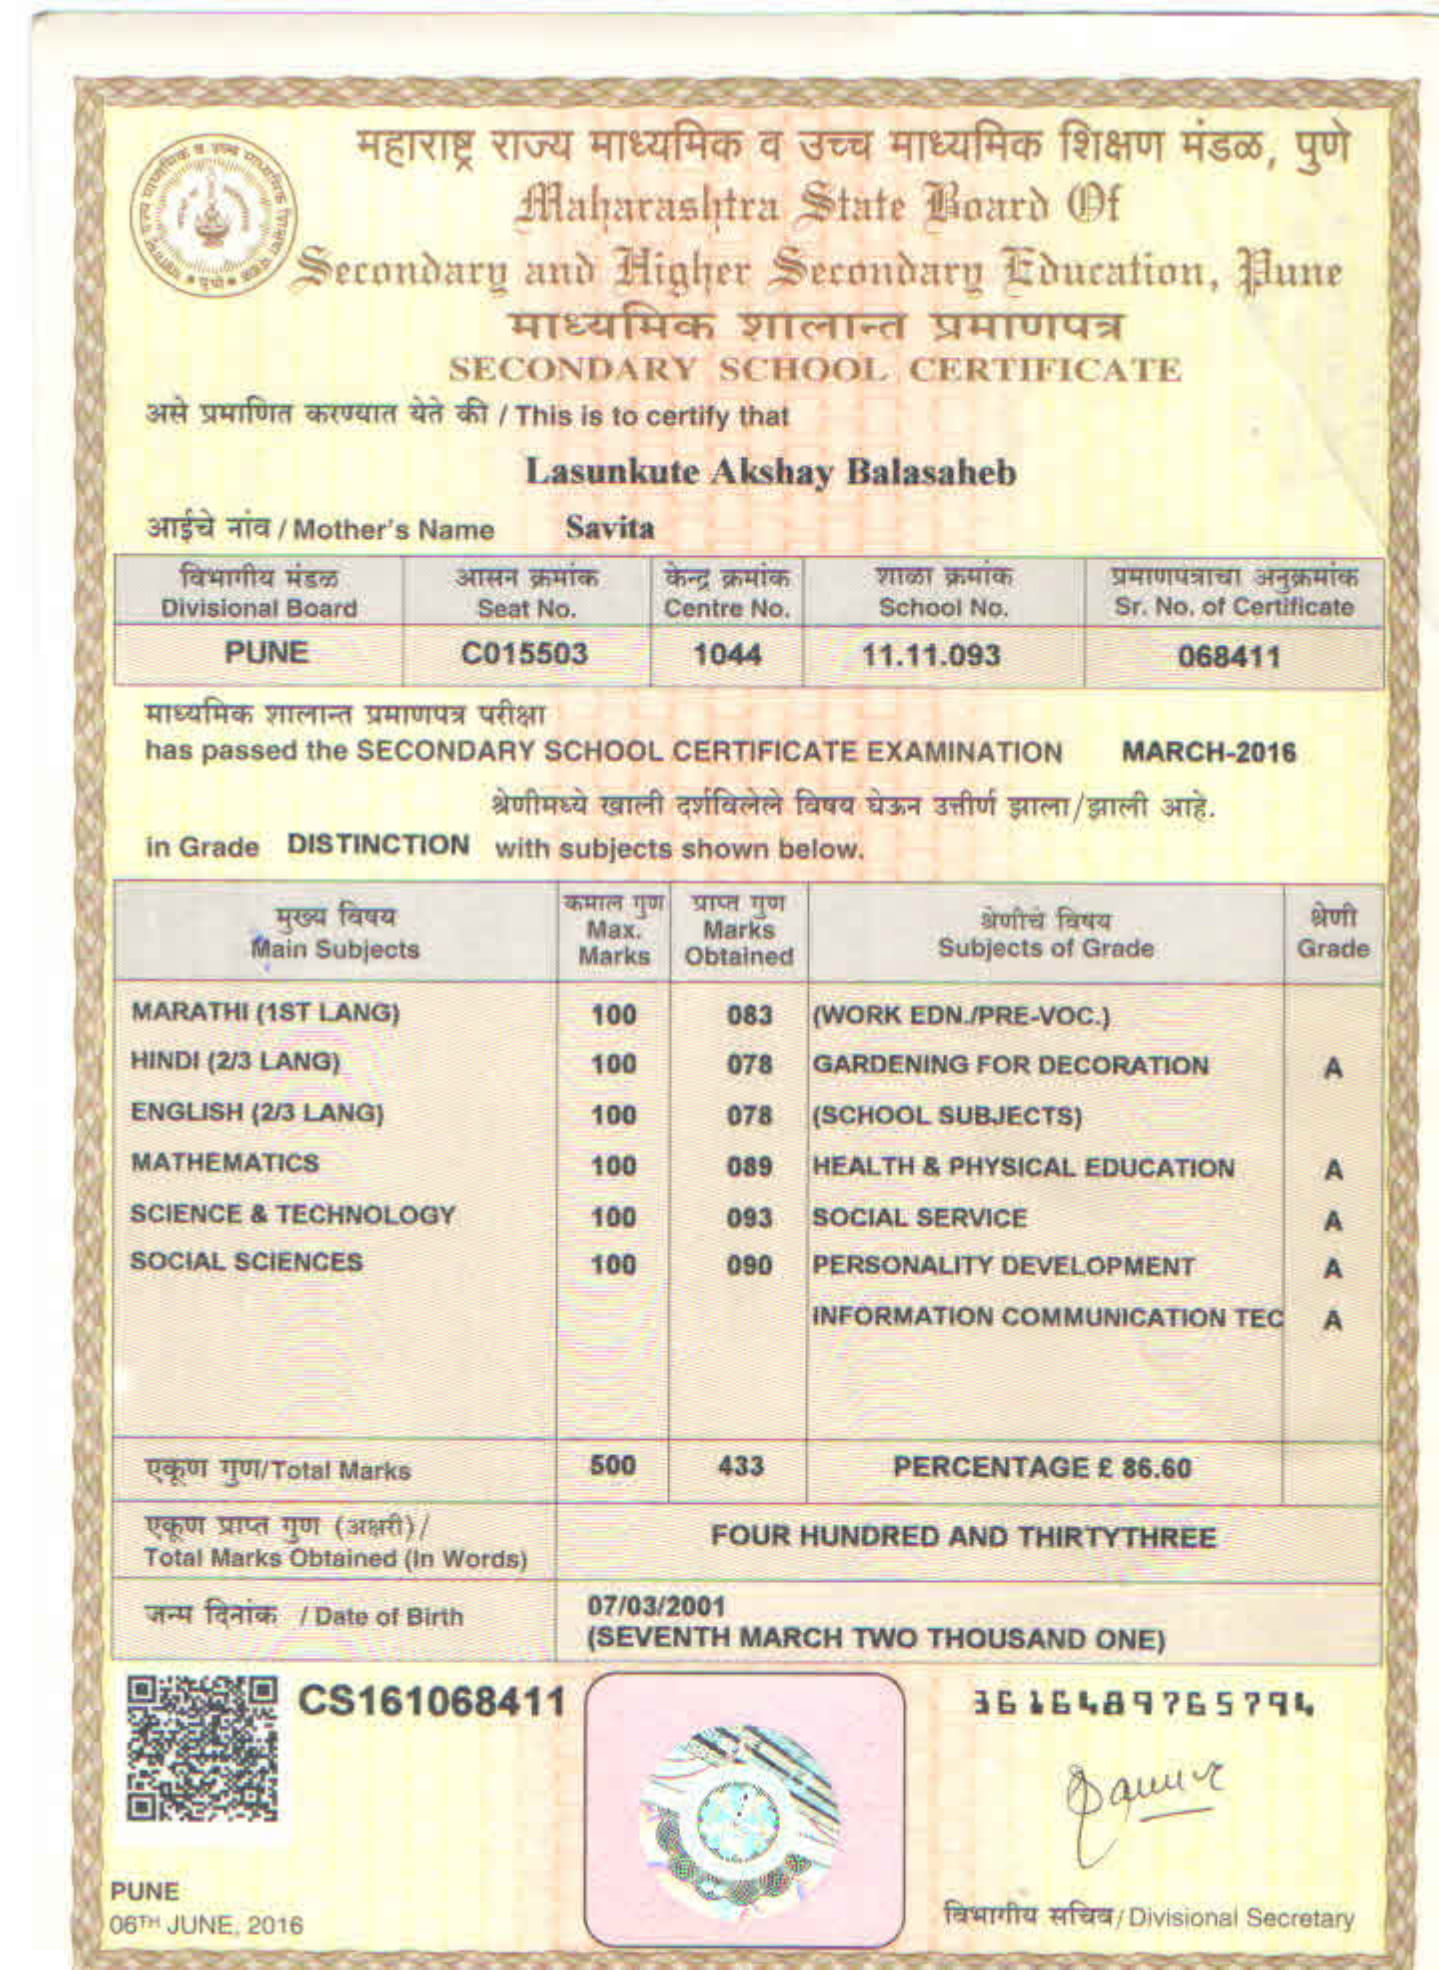 महाराष्ट्र राज्य माध्यमिक व उच्च माध्यमिक शिक्षण मंडळ, पुणे
Maharashtra State Board Of
Secondary and Higher Secondary Education, Pune
माध्यमिक शालान्त प्रमाणपत्र
SECONDARY SCHOOL CERTIFICATE
असे प्रमाणित करण्यात येते की / This is to certify that
Lasunkute Akshay Balasaheb
आईचे नांव / Mother's Name Savita
विभागीय मंडळ आसन क्रमांक केन्द्र क्रमांक शाळा क्रमांक प्रमाणपत्राचा अनुक्रमांक
Divisional Board Seat No. Centre No. School No. Sr. No. of Certificate
PUNE C015503 1044 11.11.093 068411
माध्यमिक शालान्त प्रमाणपत्र परीक्षा
has passed the SECONDARY SCHOOL CERTIFICATE EXAMINATION MARCH-2016
श्रेणीमध्ये खाली दर्शविलेले विषय घेऊन उत्तीर्ण झाला/झाली आहे.
in Grade DISTINCTION with subjects shown below.
मुख्य विषय कमाल गुण प्राप्त गुण श्रेणीचे विषय श्रेणी
Main Subjects Max. Marks Marks Obtained Subjects of Grade Grade
MARATHI (1ST LANG) 100 083 (WORK EDN./PRE-VOC.)
HINDI (2/3 LANG) 100 078 GARDENING FOR DECORATION A
ENGLISH (2/3 LANG) 100 078 (SCHOOL SUBJECTS)
MATHEMATICS 100 089 HEALTH & PHYSICAL EDUCATION A
SCIENCE & TECHNOLOGY 100 093 SOCIAL SERVICE A
SOCIAL SCIENCES 100 090 PERSONALITY DEVELOPMENT A
INFORMATION COMMUNICATION TEC A
एकूण गुण/Total Marks 500 433 PERCENTAGE £ 86.60
एकूण प्राप्त गुण (अक्षरी)/
Total Marks Obtained (In Words) FOUR HUNDRED AND THIRTYTHREE
जन्म दिनांक / Date of Birth 07/03/2001
(SEVENTH MARCH TWO THOUSAND ONE)
CS161068411 3616489765794
PUNE
06TH JUNE, 2016 विभागीय सचिव/Divisional Secretary